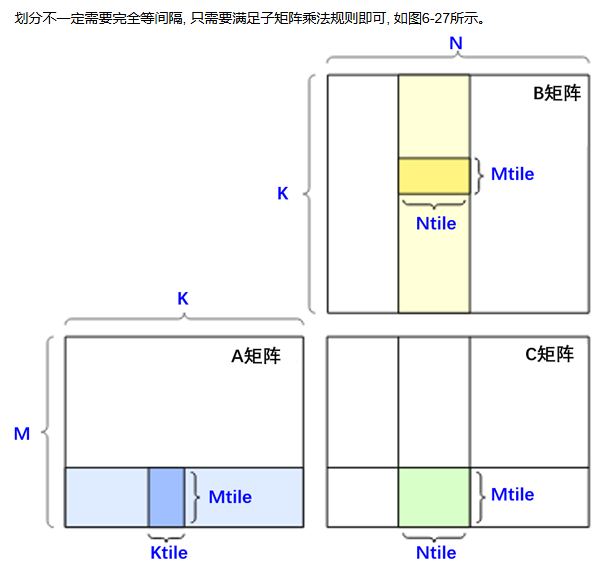 划分不一定需要完全等间隔, 只需要满足子矩阵乘法规则即可, 如图6-27所示。
N
B矩阵
K
Mtile
Ntile
K
A矩阵
C矩阵
M
Mtile
Mtile
Ktile
Ntile